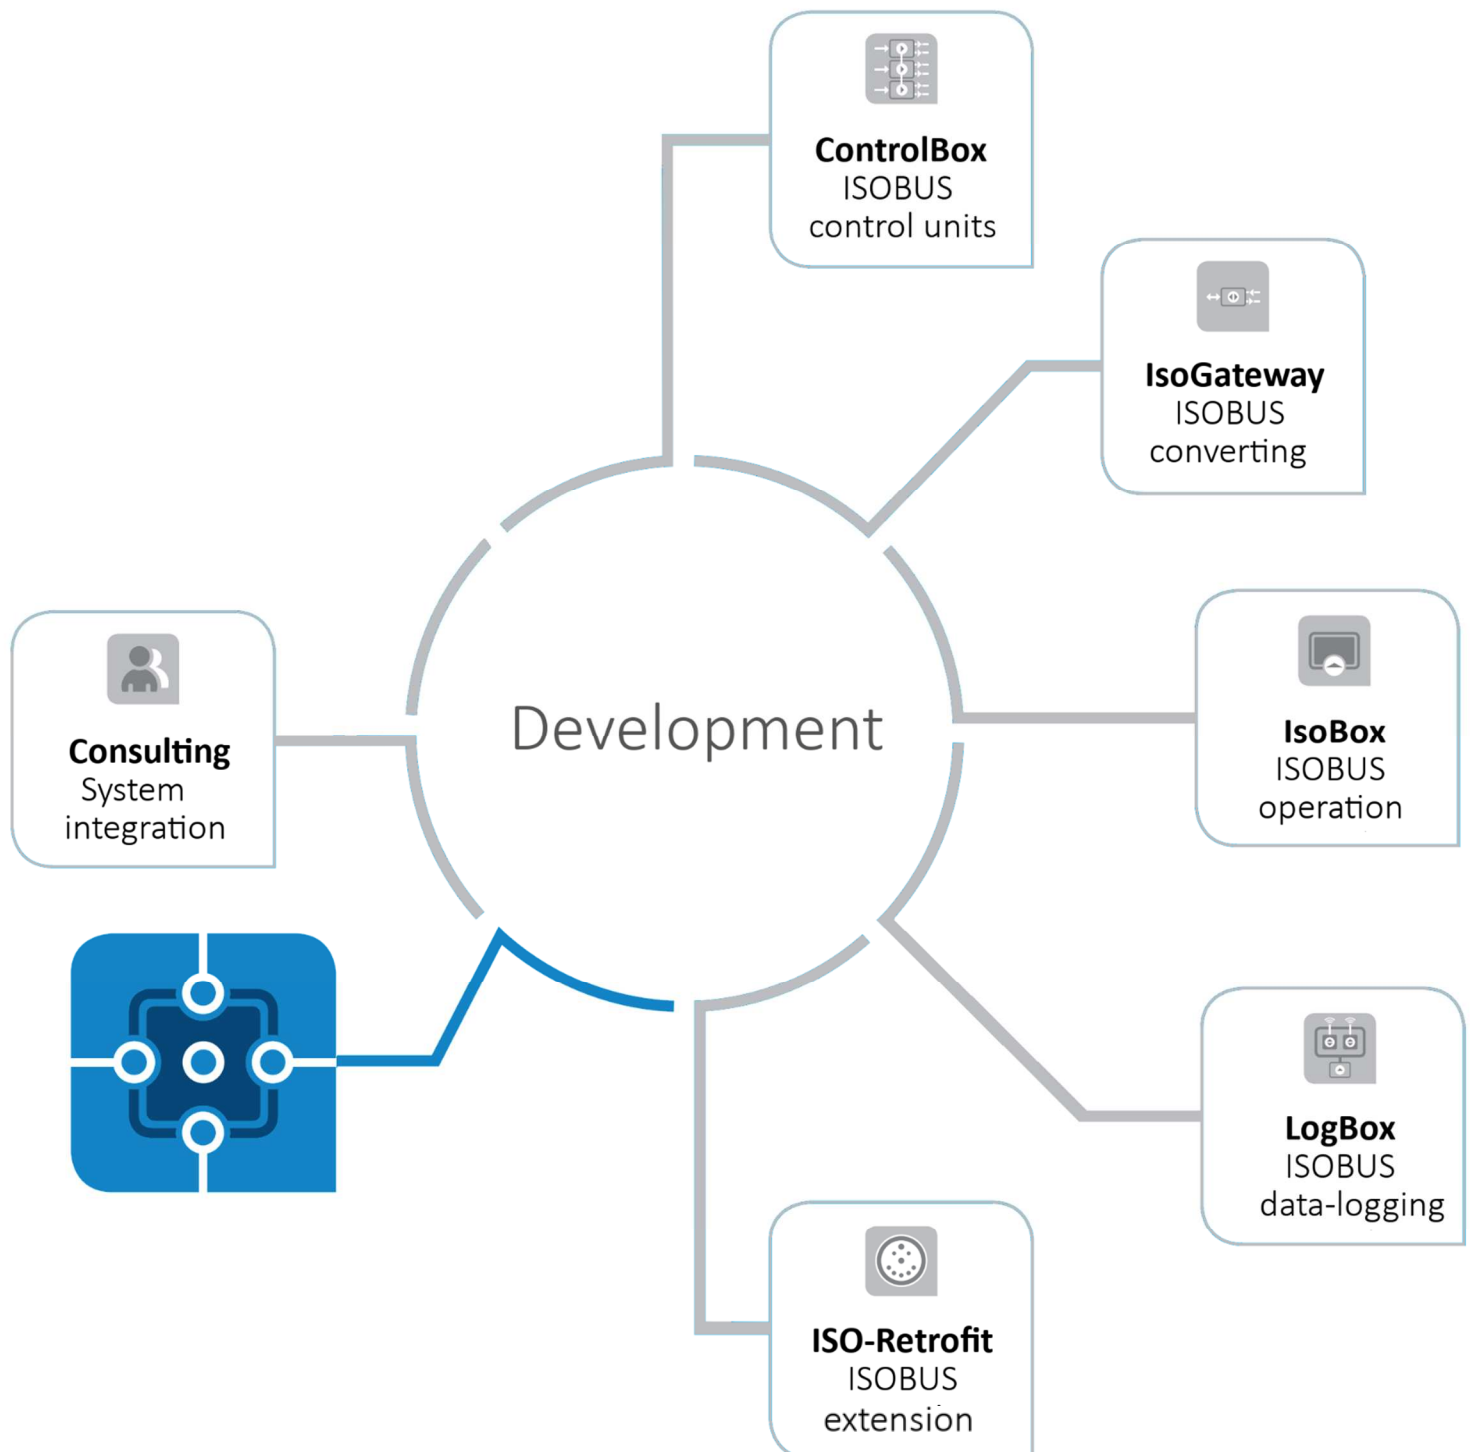 ControlBox
ISOBUS
control units
IsoGateway
ISOBUS
converting
Development
Consulting
System
integration
IsoBox
ISOBUS
operation
LogBox
ISOBUS
data-logging
ISO-Retrofit
ISOBUS
extension